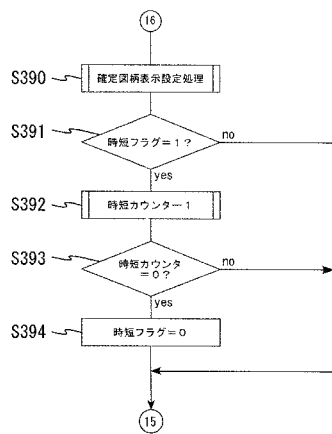 16
S390
確定図柄表示設定処理
S391
時短フラグ=1?
no
yes
S392
時短カウンター1
S393
時短カウンタ
=0?
no
yes
S394
時短フラグ=0
15